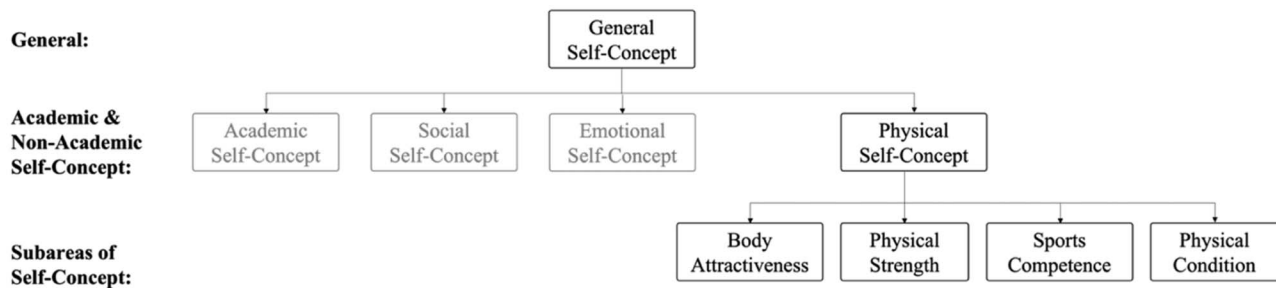 General:
General
Self-Concept
Academic &
Non-Academic
Self-Concept:
Academic
Self-Concept
Social
Self-Concept
Emotional
Self-Concept
Physical
Self-Concept
Subareas of
Self-Concept:
Body
Attractiveness
Physical
Strength
Sports
Competence
Physical
Condition